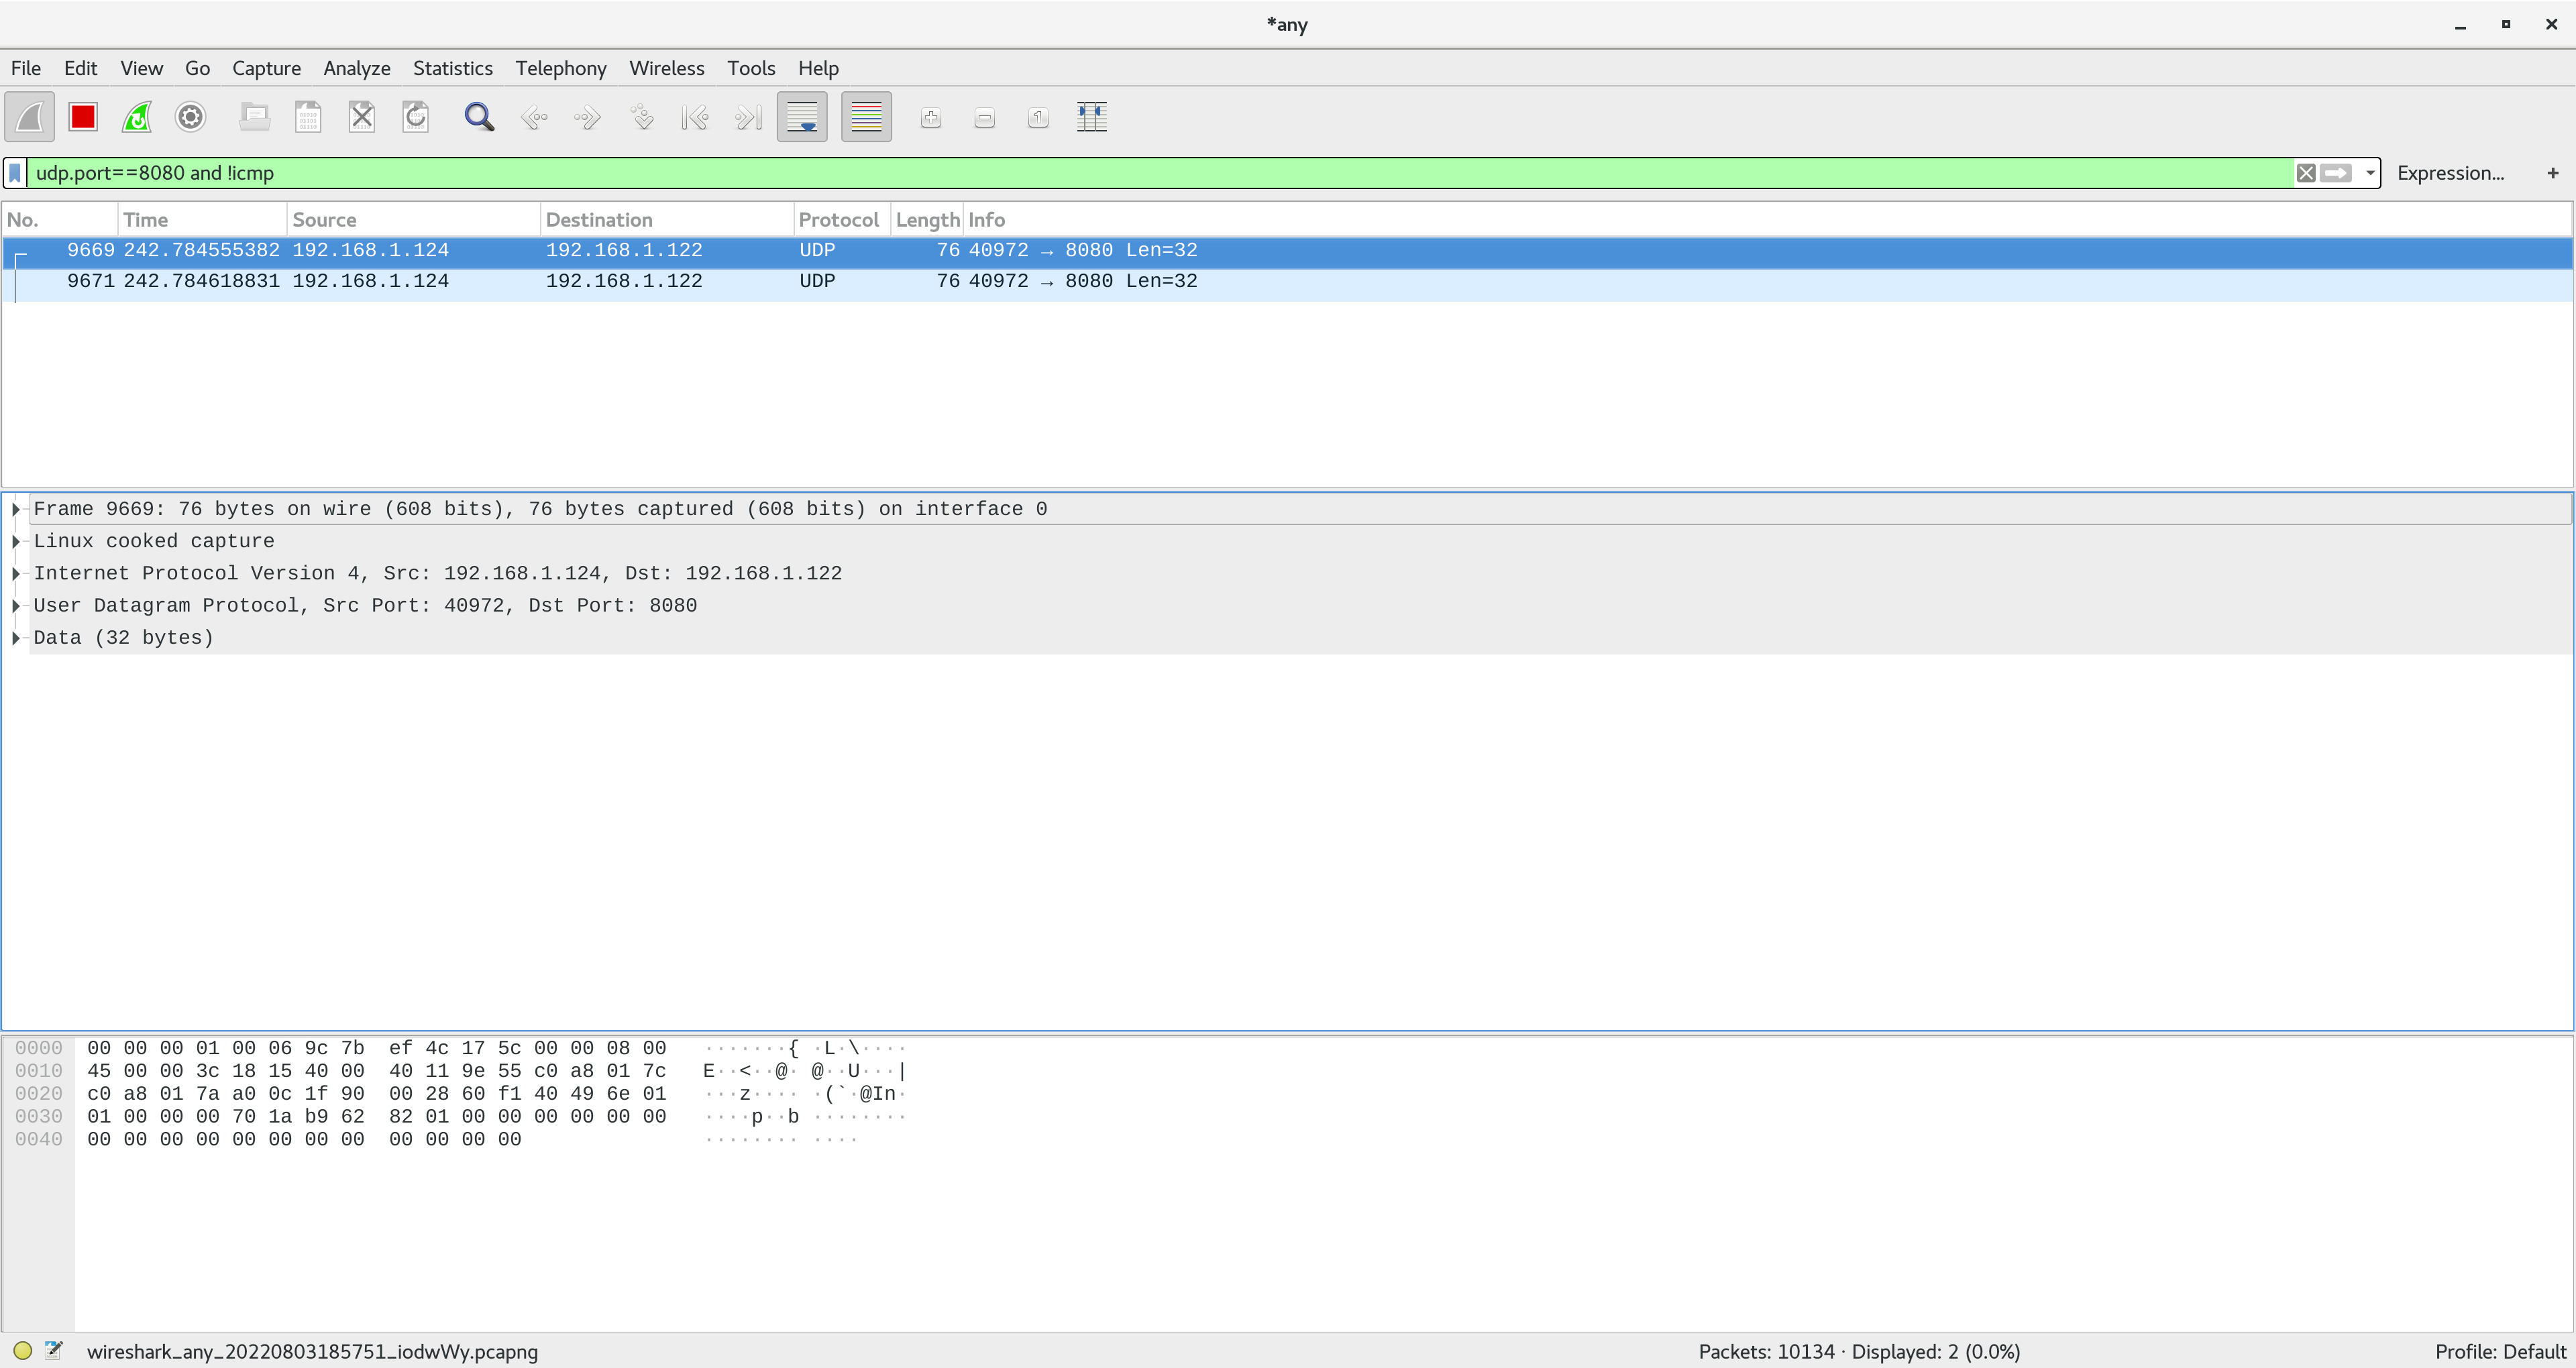 *any
File Edit View Go Capture Analyze Statistics Telephony Wireless Tools Help
udp.port==8080 and !icmp Expression... +
No. Time Source Destination Protocol Length Info
9669 242.784555382 192.168.1.124 192.168.1.122 UDP 76 40972 → 8080 Len=32
9671 242.784618831 192.168.1.124 192.168.1.122 UDP 76 40972 → 8080 Len=32
Frame 9669: 76 bytes on wire (608 bits), 76 bytes captured (608 bits) on interface 0
Linux cooked capture
Internet Protocol Version 4, Src: 192.168.1.124, Dst: 192.168.1.122
User Datagram Protocol, Src Port: 40972, Dst Port: 8080
Data (32 bytes)
0000 00 00 00 01 00 06 9c 7b ef 4c 17 5c 00 00 08 00 ·······{ ·L·\····
0010 45 00 00 3c 18 15 40 00 40 11 9e 55 c0 a8 01 7c E··<··@· @··U···|
0020 c0 a8 01 7a a0 0c 1f 90 00 28 60 f1 40 49 6e 01 ···z···· ·(`·@In·
0030 01 00 00 00 70 1a b9 62 82 01 00 00 00 00 00 00 ····p··b ········
0040 00 00 00 00 00 00 00 00 00 00 00 00 ········ ····
wireshark_any_20220803185751_iodwWy.pcapng Packets: 10134 · Displayed: 2 (0.0%) Profile: Default